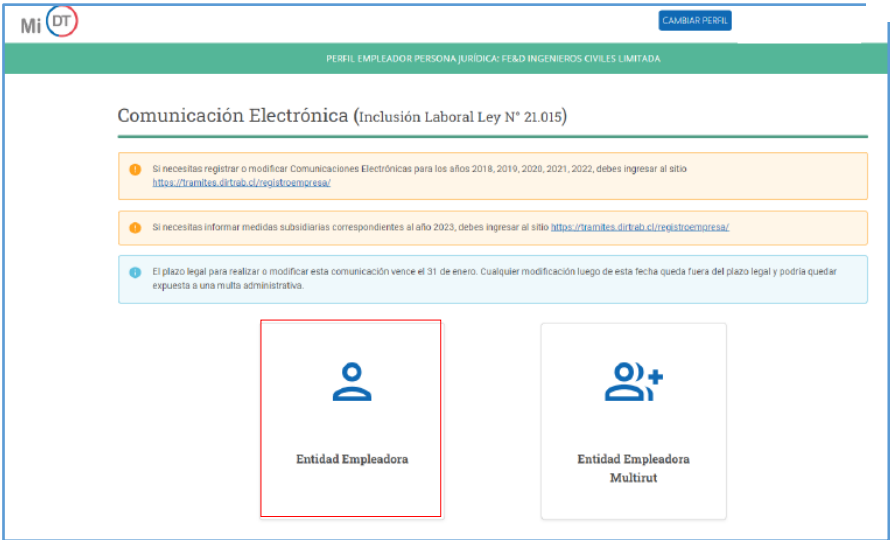 Mi DT
CAMBIAR PERFIL
PERFIL EMPLEADOR PERSONA JURÍDICA: FE&D INGENIEROS CIVILES LIMITADA
Comunicación Electrónica (Inclusión Laboral Ley N° 21.015)
Si necesitas registrar o modificar Comunicaciones Electrónicas para los años 2018, 2019, 2020, 2021, 2022, debes ingresar al sitio
https://tramites.dirtrab.cl/registroempresa/
Si necesitas informar medidas subsidiarias correspondientes al año 2023, debes ingresar al sitio https://tramites.dirtrab.cl/registroempresa/
El plazo legal para realizar o modificar esta comunicación vence el 31 de enero. Cualquier modificación luego de esta fecha queda fuera del plazo legal y podría quedar
expuesta a una multa administrativa.
Entidad Empleadora
Entidad Empleadora
Multirut